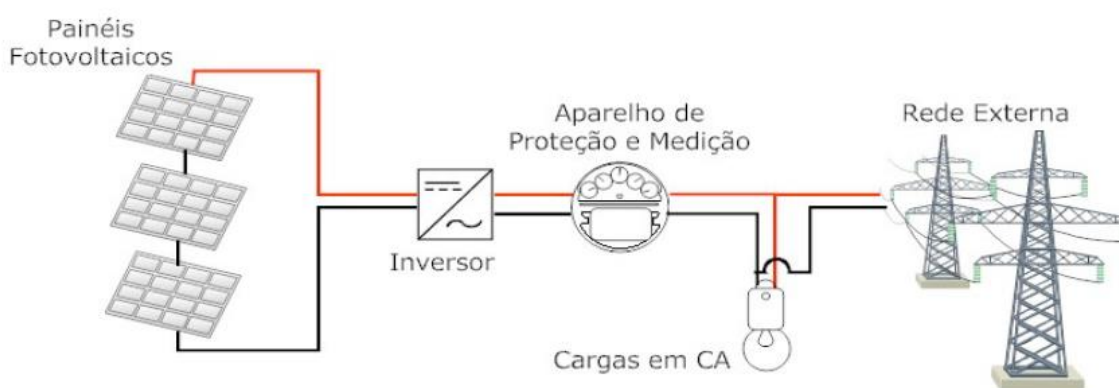 Painéis
Fotovoltaicos
Aparelho de
Proteção e Medição
Rede Externa
Inversor
Cargas em CA